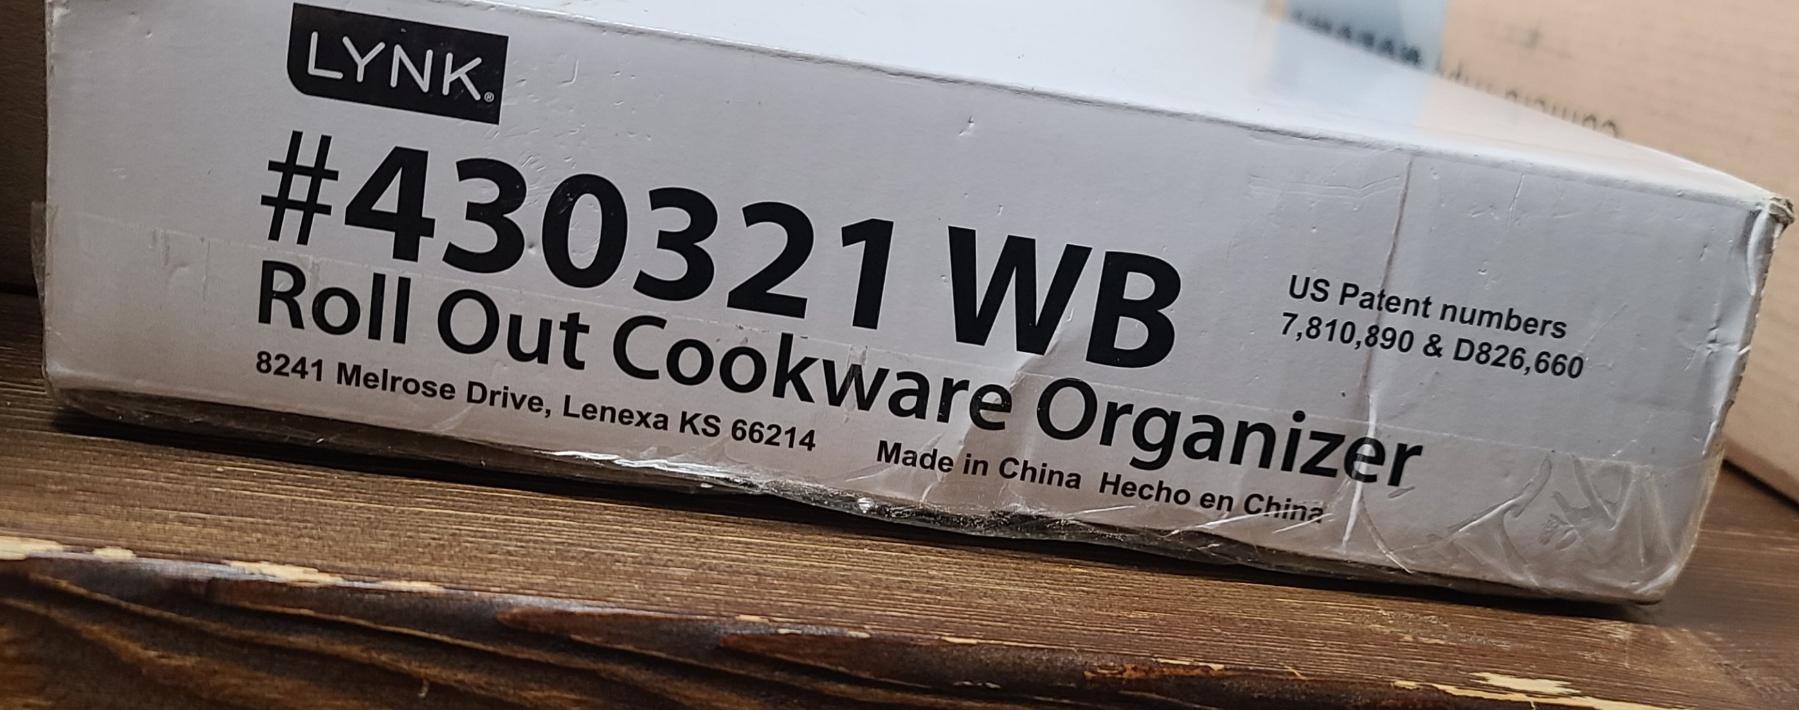 LYNK®
#430321 WB
Roll Out Cookware Organizer
8241 Melrose Drive, Lenexa KS 66214 Made in China Hecho en China
US Patent numbers
7,810,890 & D826,660